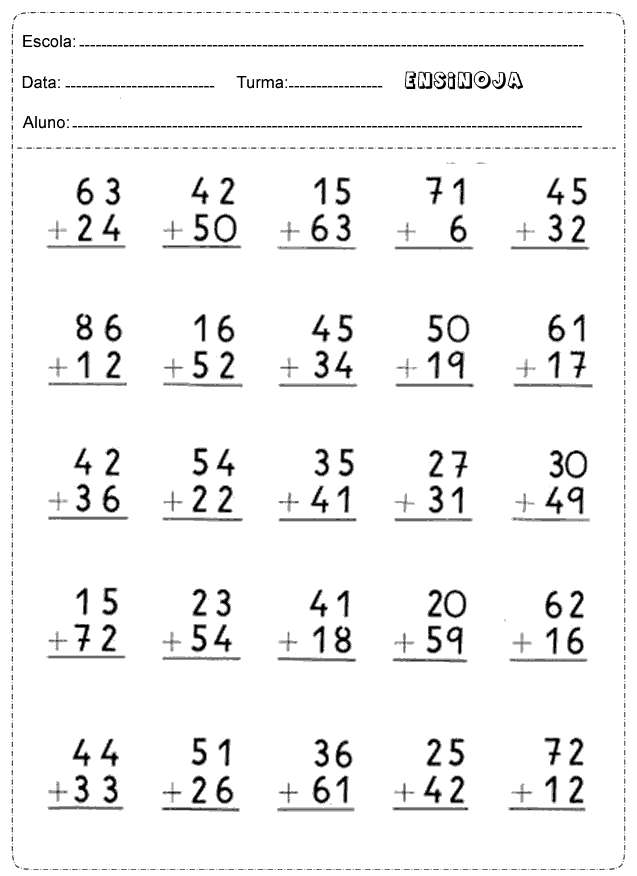 Escola:
Data: Turma: ENSINOJA
Aluno:
63 42 15 71 45
+24 +50 +63 + 6 +32
86 16 45 50 61
+12 +52 +34 +19 +17
42 54 35 27 30
+36 +22 +41 +31 +49
15 23 41 20 62
+72 +54 +18 +59 +16
44 51 36 25 72
+33 +26 +61 +42 +12